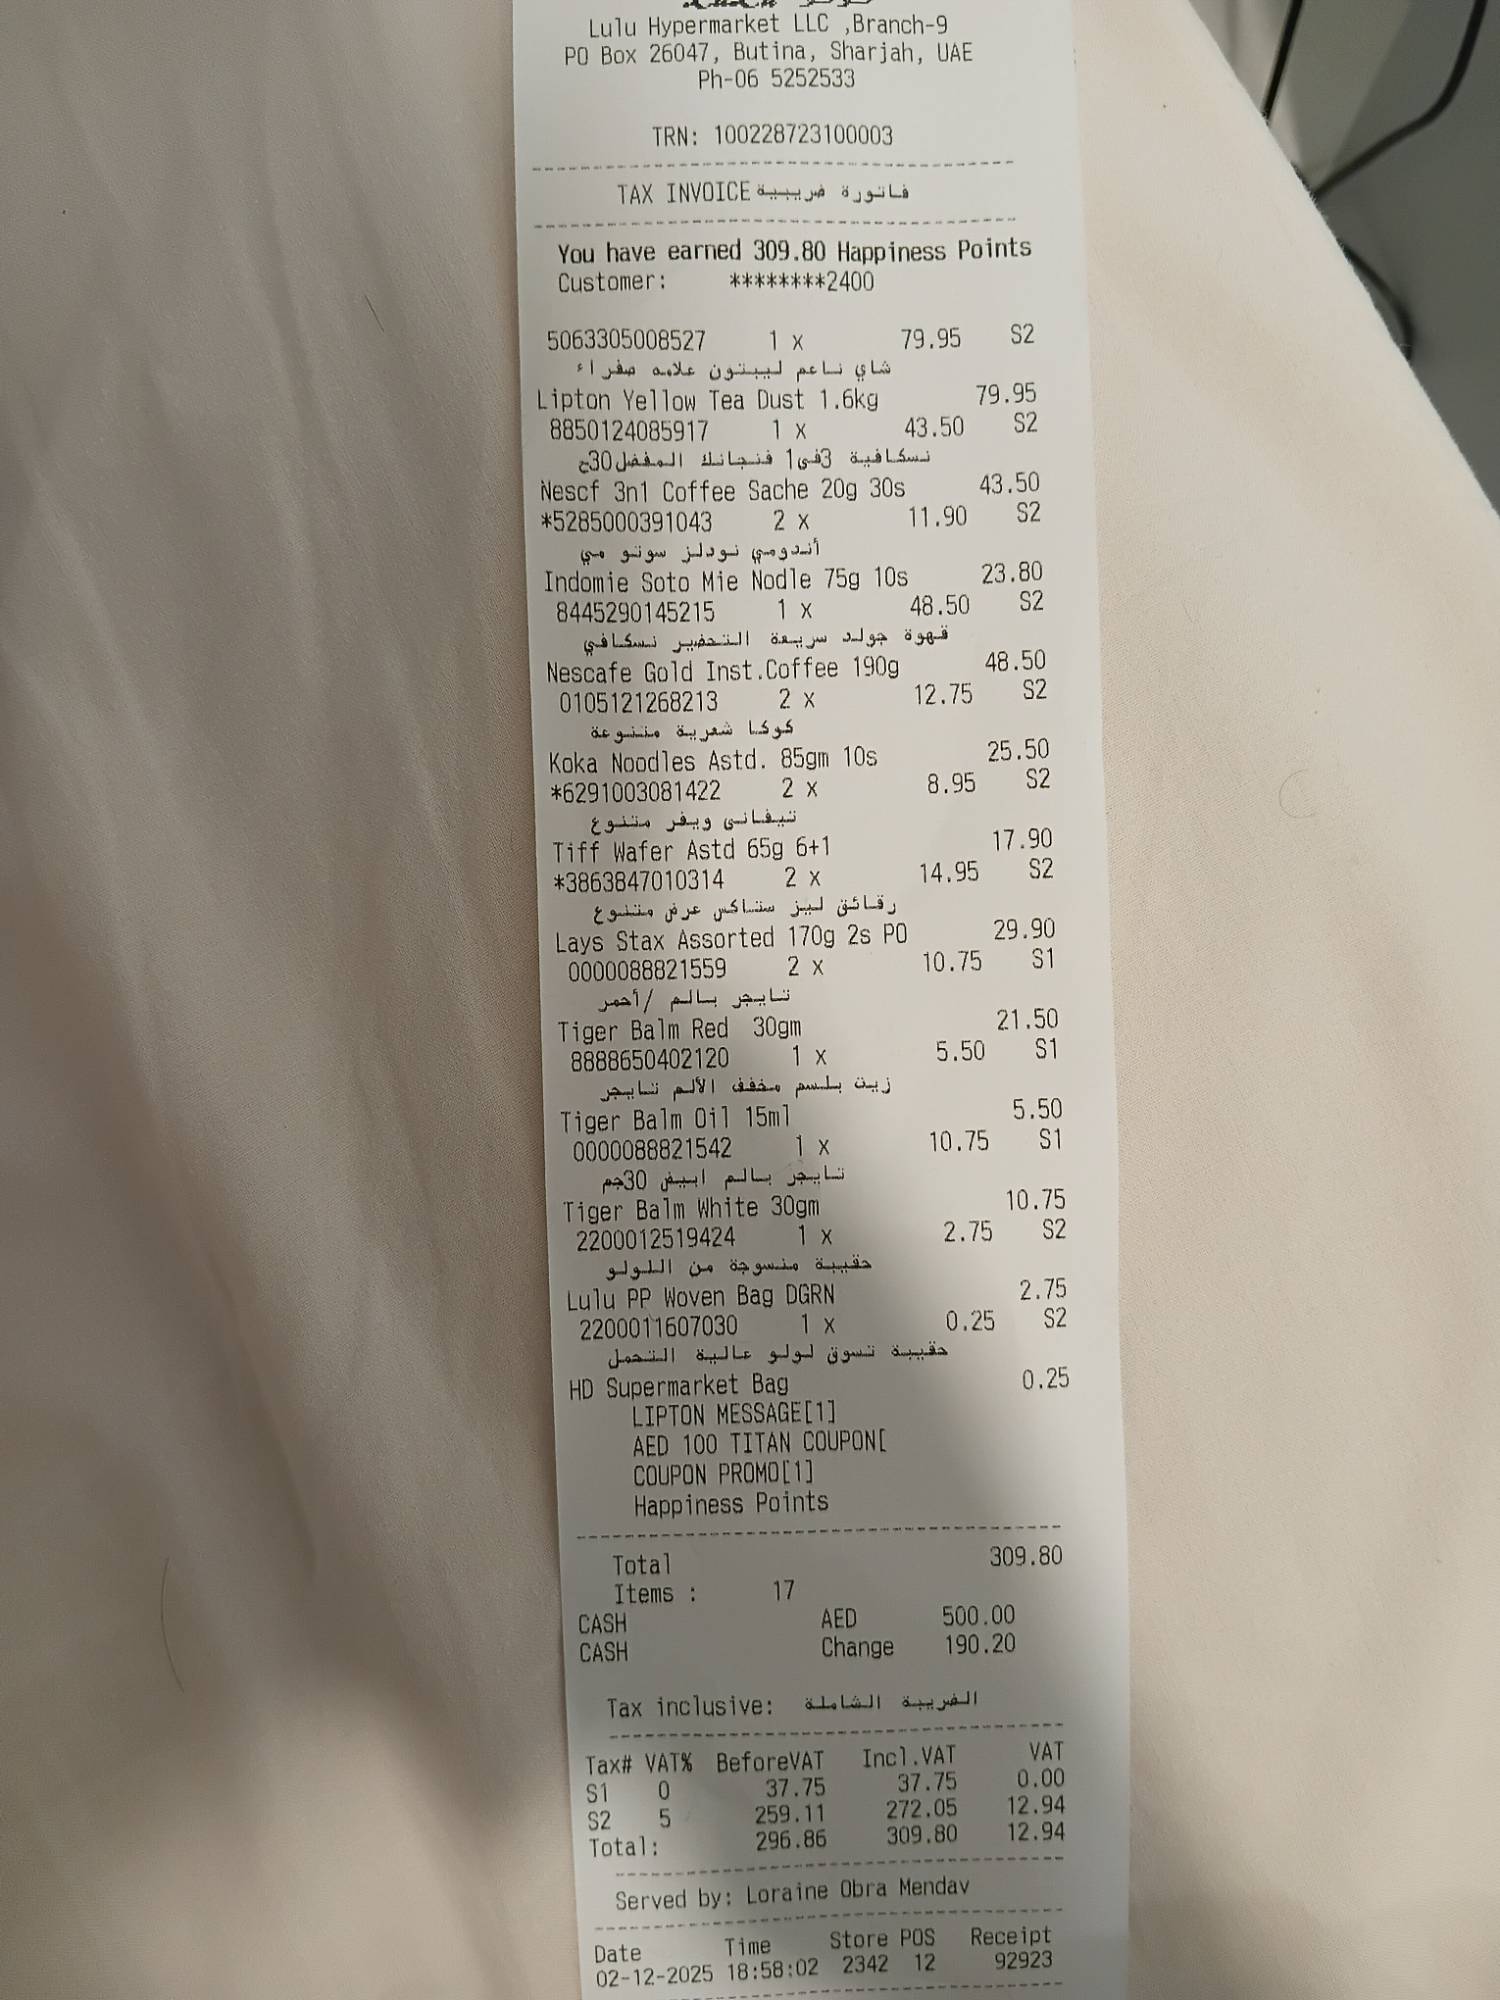 Lulu Hypermarket LLC ,Branch-9
PO Box 26047, Butina, Sharjah, UAE
Ph-06 5252533
TRN: 100228723100003
TAX INVOICE فاتورة ضريبية
You have earned 309.80 Happiness Points
Customer: ********2400
5063305008527 1 x 79.95 S2
شاي ناعم ليبتون علامه صفراء
Lipton Yellow Tea Dust 1.6kg 79.95
8850124085917 1 x 43.50 S2
نسكافية 3في1 فنجانك المفضل30ح
Nescf 3n1 Coffee Sache 20g 30s 43.50
*5285000391043 2 x 11.90 S2
أندومي نودلز سوتو مي
Indomie Soto Mie Nodle 75g 10s 23.80
8445290145215 1 x 48.50 S2
قهوة جولد سريعة التحضير نسكافي
Nescafe Gold Inst.Coffee 190g 48.50
0105121268213 2 x 12.75 S2
كوكا شعرية متنوعة
Koka Noodles Astd. 85gm 10s 25.50
*6291003081422 2 x 8.95 S2
تيفاني ويفر متنوع
Tiff Wafer Astd 65g 6+1 17.90
*3863847010314 2 x 14.95 S2
رقائق ليز ستاكس عرض متنوع
Lays Stax Assorted 170g 2s PO 29.90
0000088821559 2 x 10.75 S1
تايجر بالم /أحمر
Tiger Balm Red 30gm 21.50
8888650402120 1 x 5.50 S1
زيت بلسم مخفف الألم تايجر
Tiger Balm Oil 15ml 5.50
0000088821542 1 x 10.75 S1
تايجر بالم ابيض 30جم
Tiger Balm White 30gm 10.75
2200012519424 1 x 2.75 S2
حقيبة منسوجة من اللولو
Lulu PP Woven Bag DGRN 2.75
2200011607030 1 x 0.25 S2
حقيبة تسوق لولو عالية التحمل
HD Supermarket Bag 0.25
LIPTON MESSAGE[1]
AED 100 TITAN COUPON[
COUPON PROMO[1]
Happiness Points
Total 309.80
Items : 17
CASH AED 500.00
CASH Change 190.20
Tax inclusive: الضريبة الشاملة
Tax# VAT% BeforeVAT Incl.VAT VAT
S1 0 37.75 37.75 0.00
S2 5 259.11 272.05 12.94
Total: 296.86 309.80 12.94
Served by: Loraine Obra Mendav
Date Time Store POS Receipt
02-12-2025 18:58:02 2342 12 92923